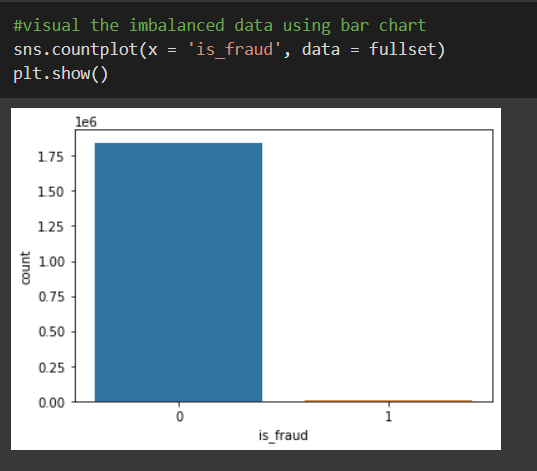 #visual the imbalanced data using bar chart
sns.countplot(x = 'is_fraud', data = fullset)
plt.show()
1e6
1.75
1.50
1.25
1.00
0.75
0.50
0.25
0.00
count
0 1
is_fraud